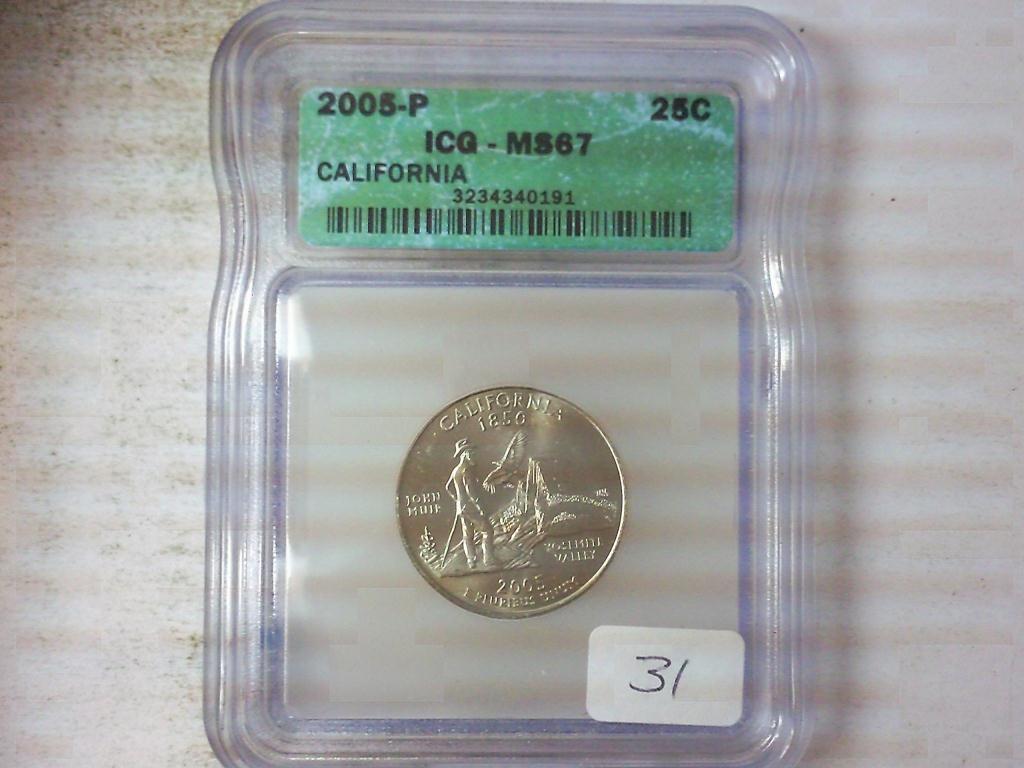 2005-P 25C
ICG - MS67
CALIFORNIA
3234340191
CALIFORNIA
1850
JOHN
MUIR
YOSEMITE
VALLEY
2005
E PLURIBUS UNUM
31